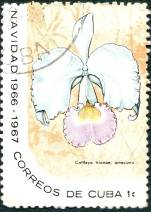 NAVIDAD 1966-1967
Cattleya trianae, amesiana
CORREOS DE CUBA 1c